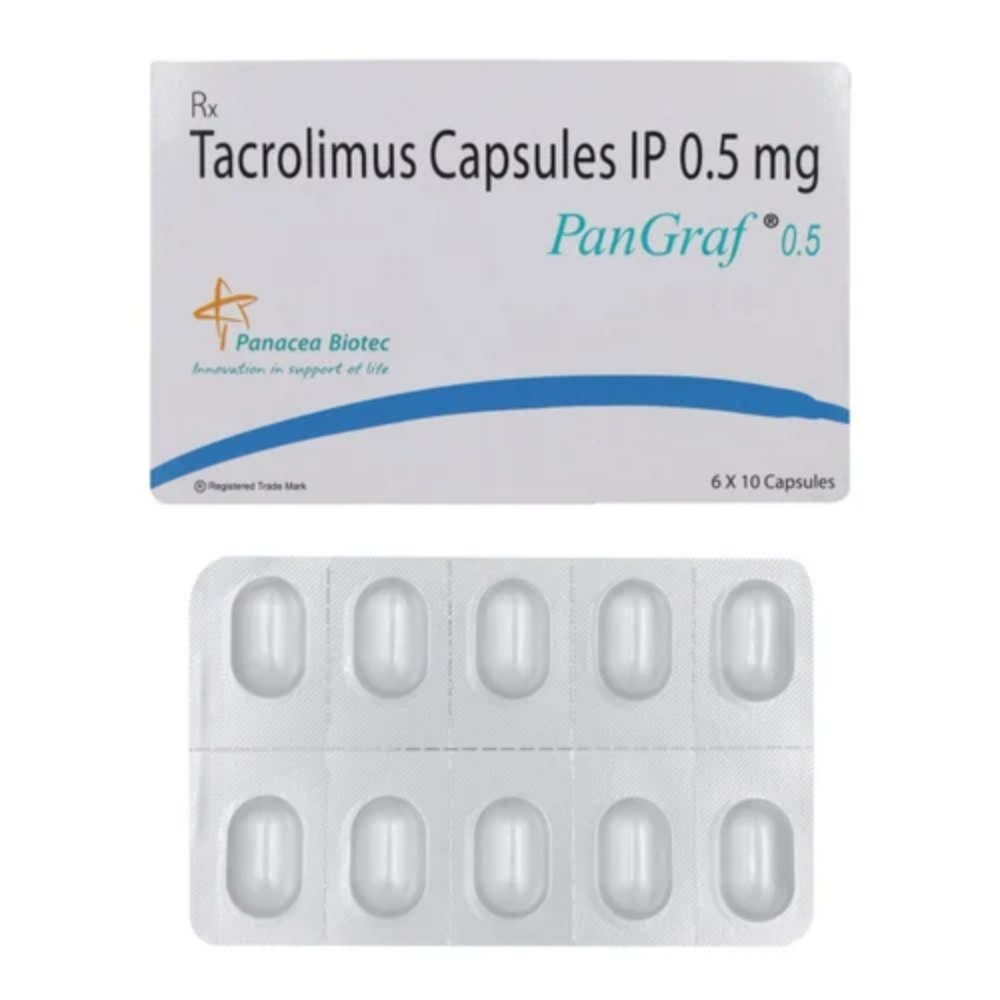 Rx
Tacrolimus Capsules IP 0.5 mg
PanGraf ® 0.5
Panacea Biotec
Innovation in support of life
® Registered Trade Mark
6 X 10 Capsules